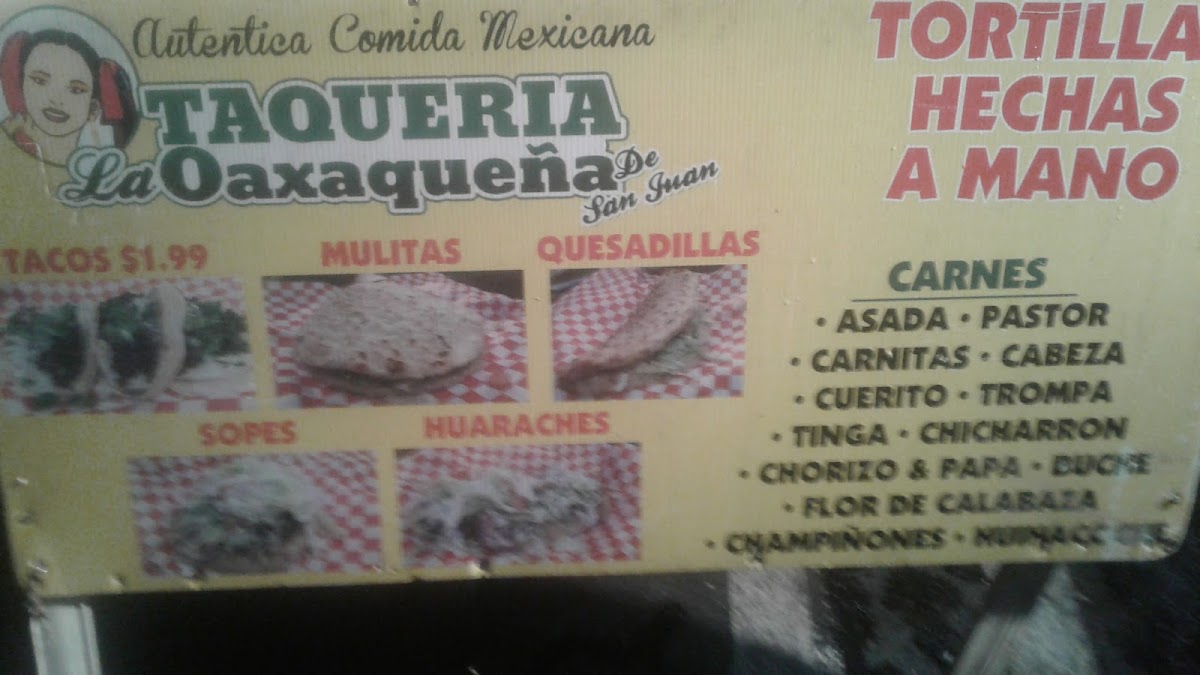 Autentica Comida Mexicana
TAQUERIA
La Oaxaqueña
De
San Juan
TORTILLA
HECHAS
A MANO
TACOS $1.99
MULITAS
QUESADILLAS
SOPES
HUARACHES
CARNES
• ASADA • PASTOR
• CARNITAS • CABEZA
• CUERITO • TROMPA
• TINGA • CHICHARRON
• CHORIZO & PAPA • BUCHE
• FLOR DE CALABAZA
• CHAMPIÑONES •